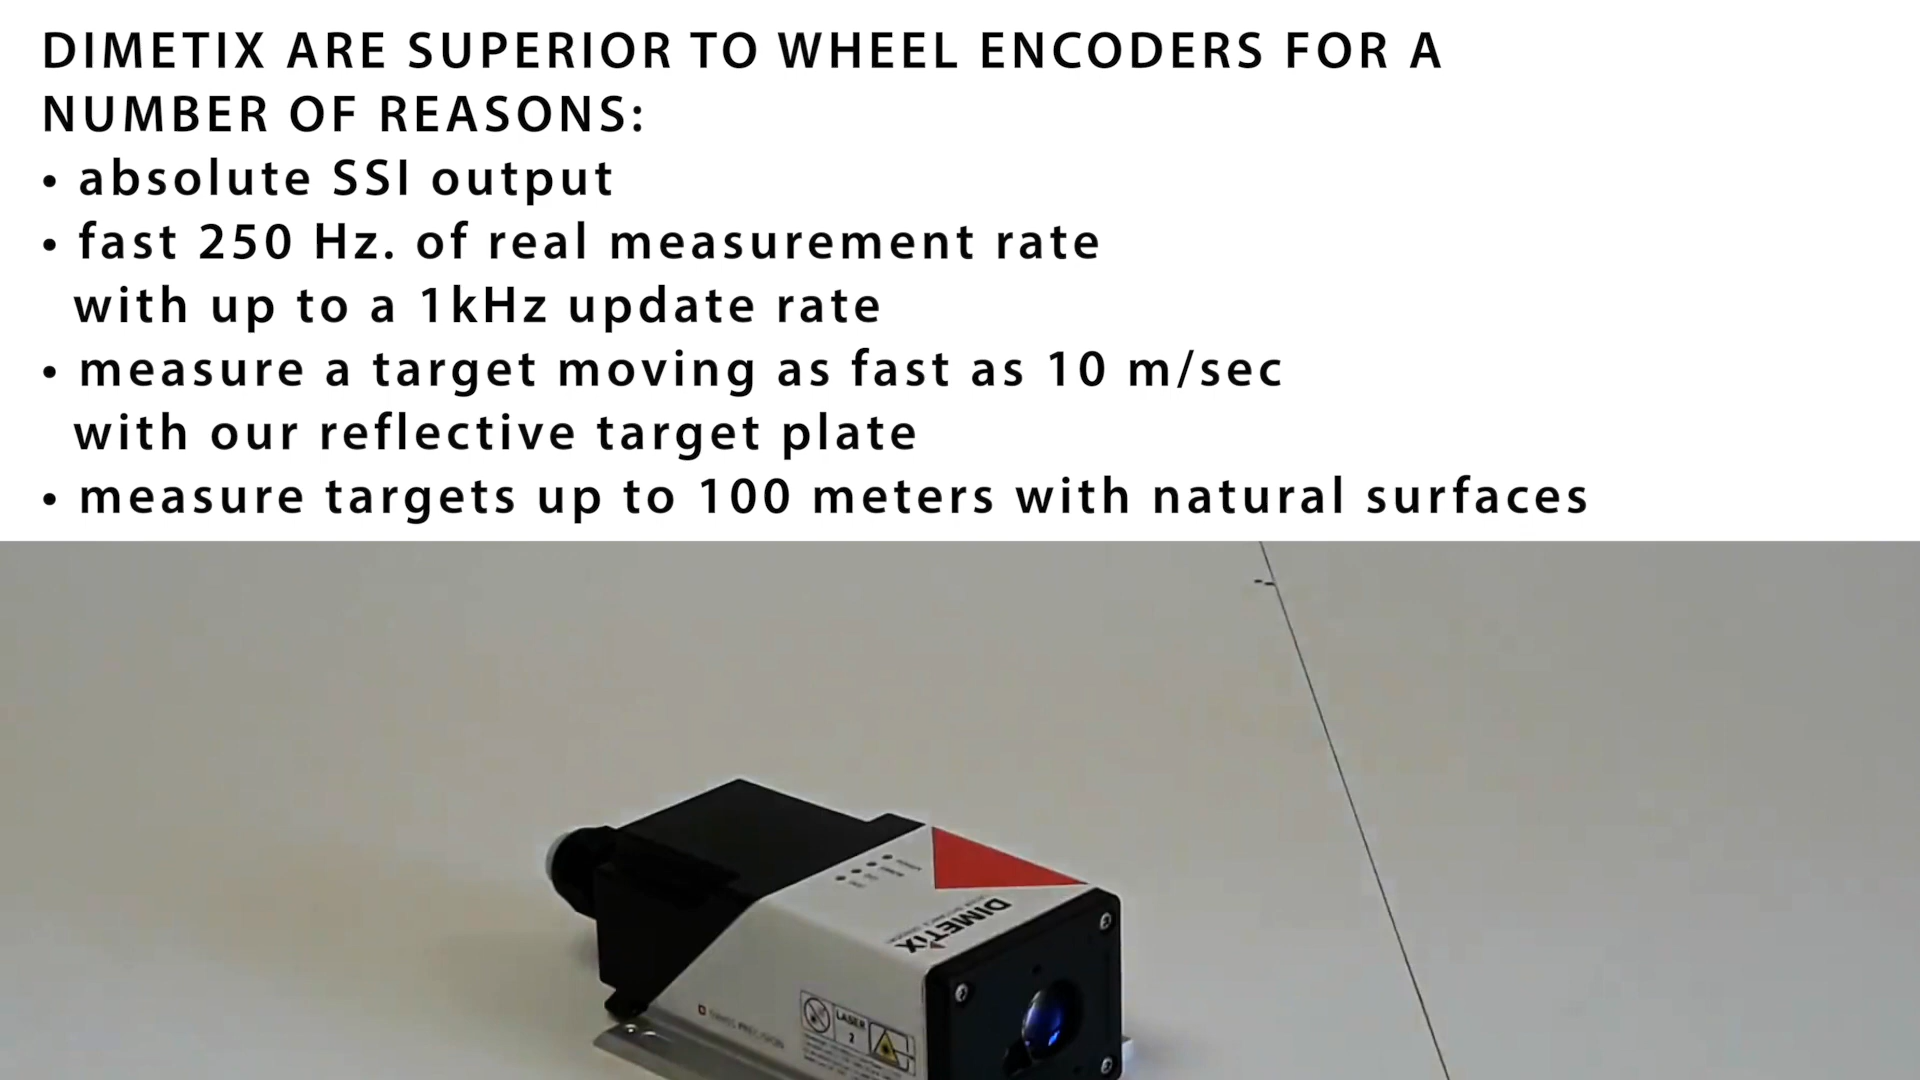 DIMETIX ARE SUPERIOR TO WHEEL ENCODERS FOR A
NUMBER OF REASONS:
• absolute SSI output
• fast 250 Hz. of real measurement rate
with up to a 1kHz update rate
• measure a target moving as fast as 10 m/sec
with our reflective target plate
• measure targets up to 100 meters with natural surfaces
DIMETIX
SWISS PRECISION
LASER
2